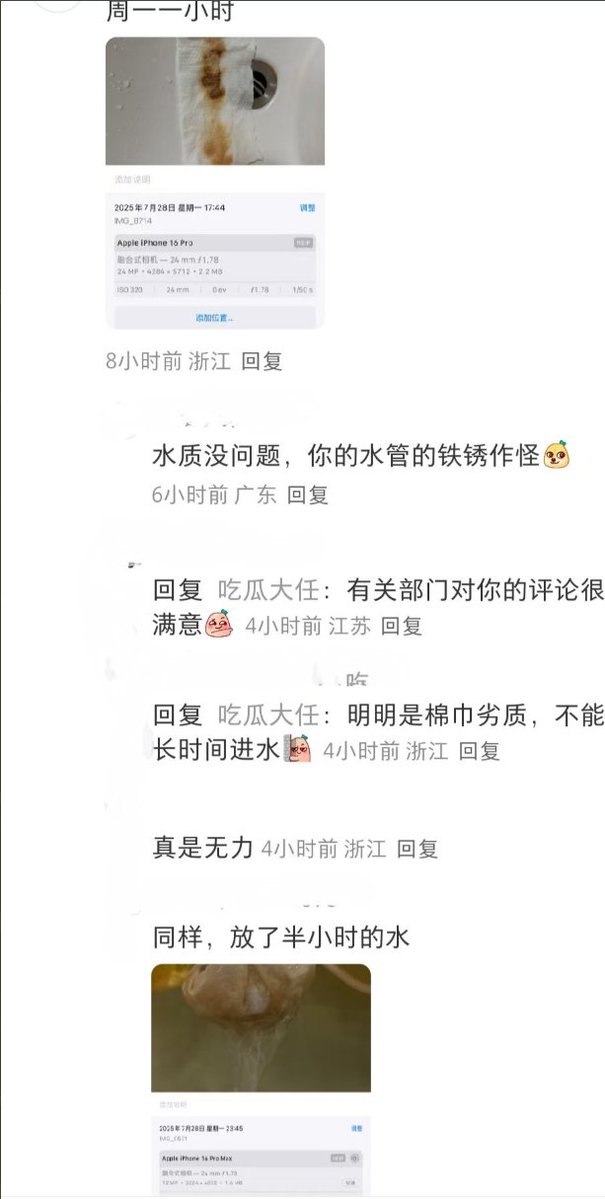 周一一小时
添加说明
2025年7月28日 星期一 17:44 调整
IMG_8714
Apple iPhone 16 Pro HEIF
融合式相机 — 24 mm ƒ1.78
24 MP • 4284 × 5712 • 2.2 MB
ISO 320 24 mm 0 ev ƒ1.78 1/50 s
添加位置...
8小时前 浙江 回复
水质没问题，你的水管的铁锈作怪
6小时前 广东 回复
回复 吃瓜大任：有关部门对你的评论很
满意 4小时前 江苏 回复
回复 吃瓜大任：明明是棉巾劣质，不能
长时间进水 4小时前 浙江 回复
真是无力 4小时前 浙江 回复
同样，放了半小时的水
添加说明
2025年7月28日 星期一 23:45 调整
Apple iPhone 16 Pro Max HEIF
融合式相机 — 24 mm ƒ1.78